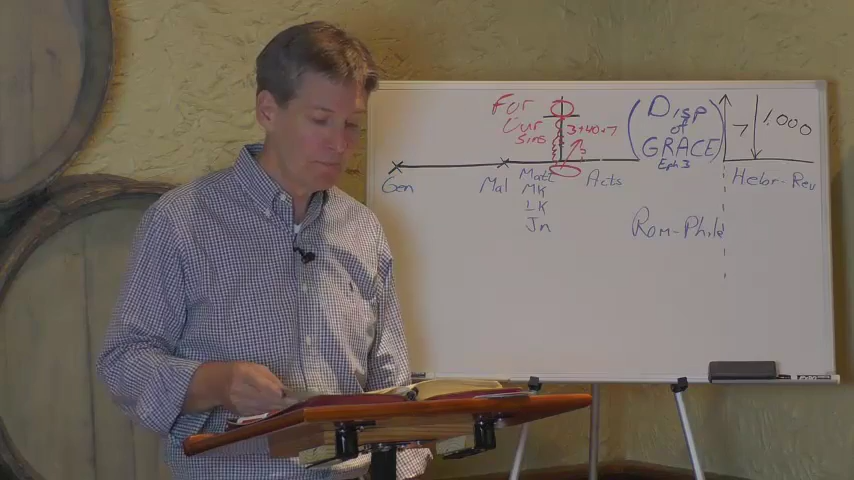 For
Our
Sins
3+40+7
?
(DISP
of
GRACE)
Eph 3
7
1,000
Gen
Mal
Matt
MK
LK
Jn
Acts
Hebr-Rev
Rom-Phile